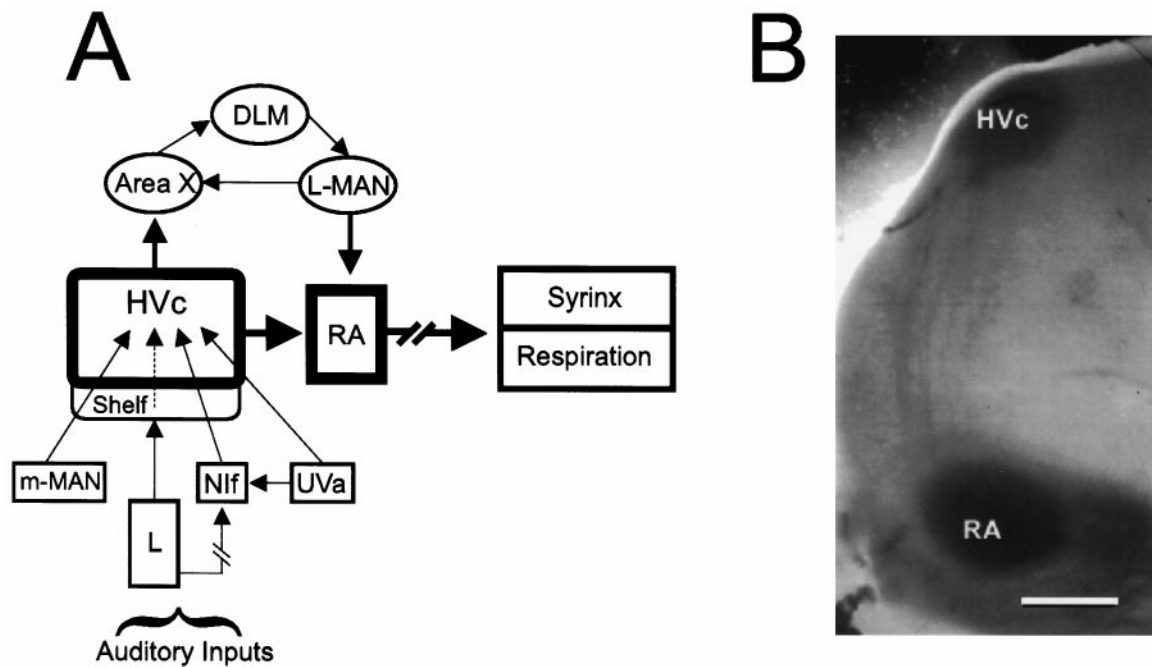 A
DLM
Area X
L-MAN
HVc
RA
Syrinx
Respiration
Shelf
m-MAN
NIf
UVa
L
Auditory Inputs
B
HVc
RA